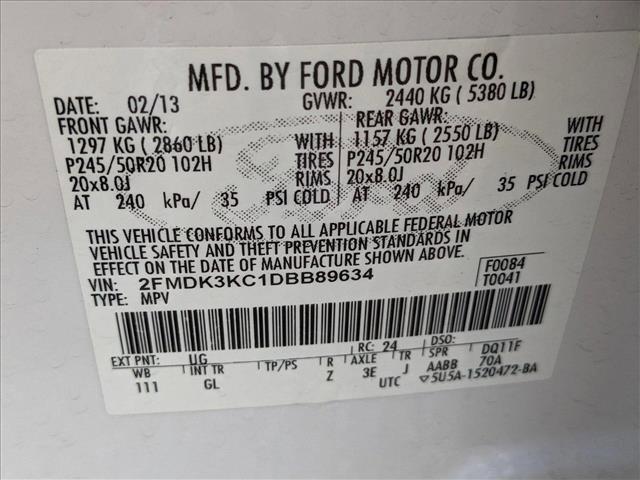 MFD. BY FORD MOTOR CO.
DATE: 02/13 GVWR: 2440 KG ( 5380 LB)
FRONT GAWR: REAR GAWR:
1297 KG ( 2860 LB) WITH 1157 KG ( 2550 LB) WITH
P245/50R20 102H TIRES P245/50R20 102H TIRES
20x8.0J RIMS 20x8.0J RIMS
AT 240 kPa/ 35 PSI COLD AT 240 kPa/ 35 PSI COLD
THIS VEHICLE CONFORMS TO ALL APPLICABLE FEDERAL MOTOR
VEHICLE SAFETY AND THEFT PREVENTION STANDARDS IN
EFFECT ON THE DATE OF MANUFACTURE SHOWN ABOVE.
VIN: 2FMDK3KC1DBB89634 F0084
TYPE: MPV T0041
EXT PNT: UG RC: 24 DSO: DQ11F
WB INT TR TP/PS R AXLE TR SPR 70A
111 GL Z 3E J AABB
UTC ▽5U5A-1520472-BA